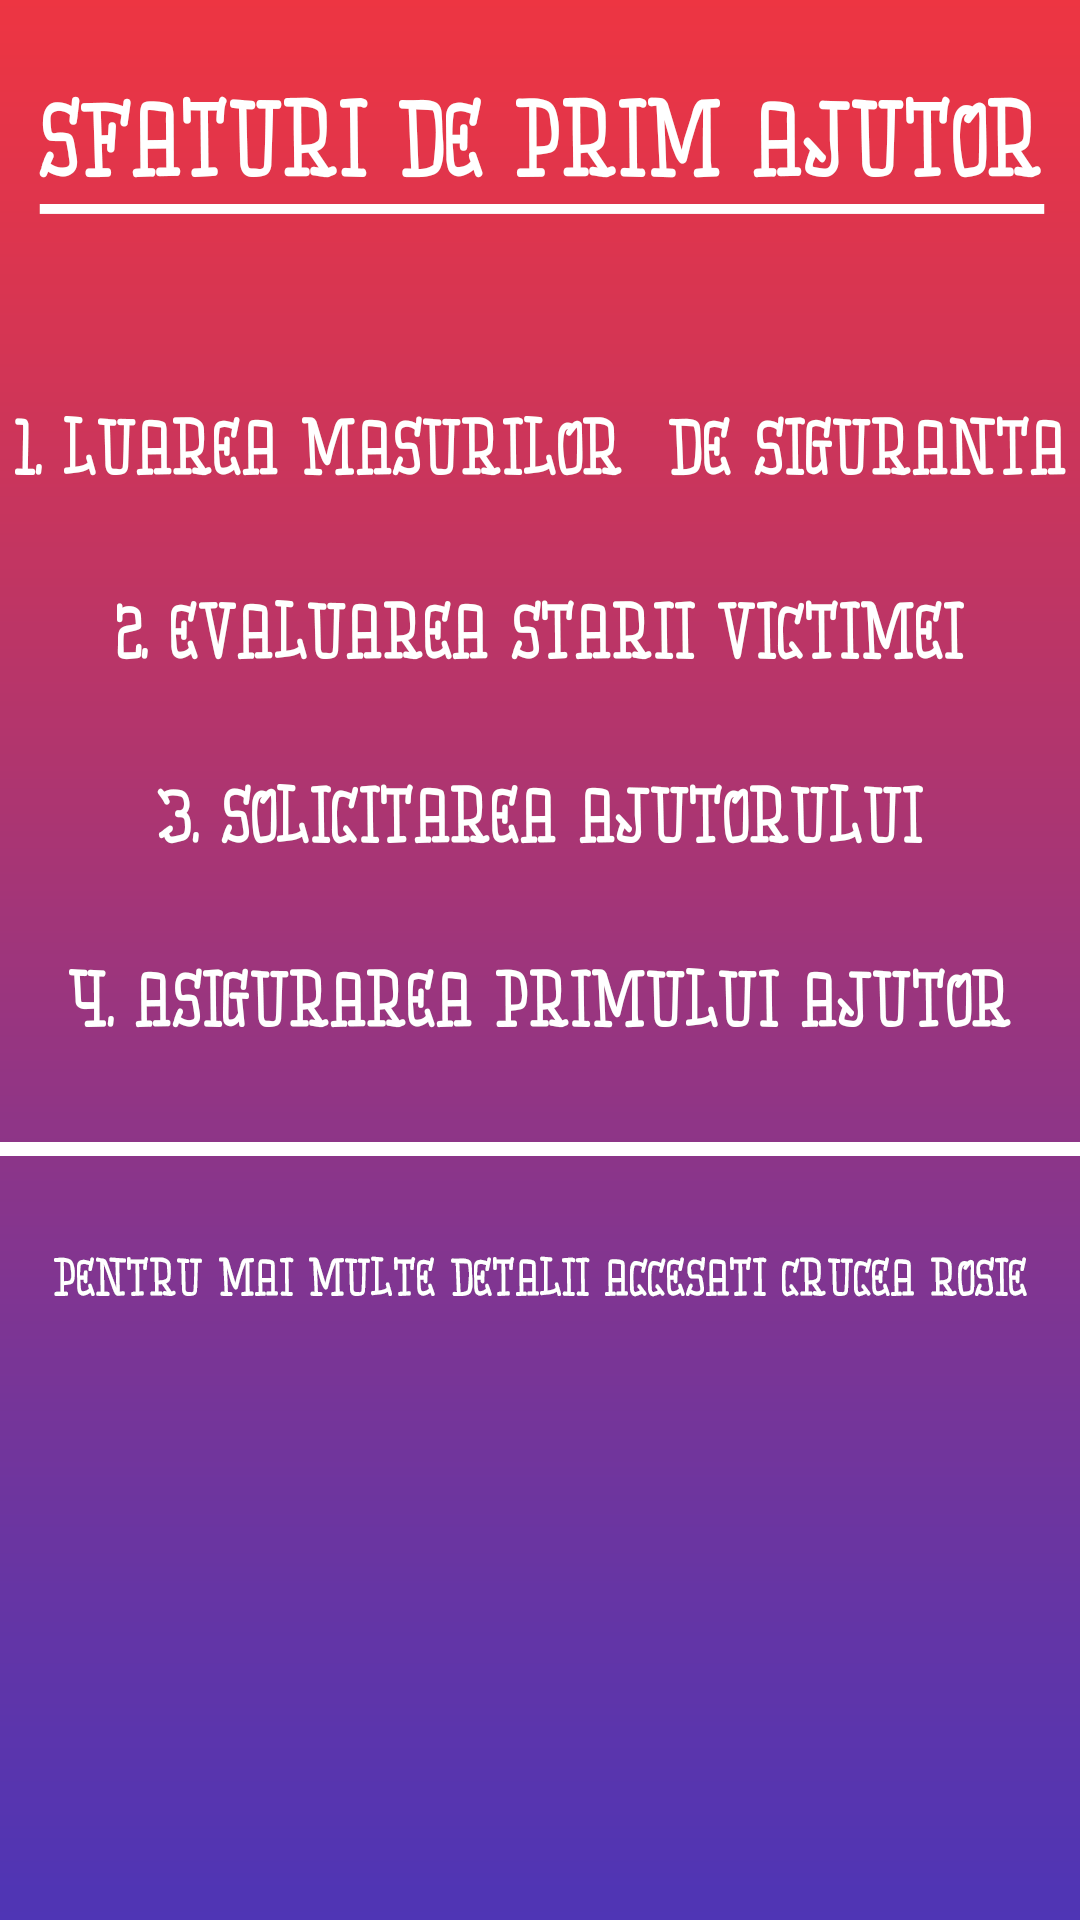 SFATURI DE PRIM AJUTOR
1. LUAREA MASURILOR DE SIGURANTA
2. EVALUAREA STARII VICTIMEI
3. SOLICITAREA AJUTORULUI
4. ASIGURAREA PRIMULUI AJUTOR
PENTRU MAI MULTE DETALII ACCESATI CRUCEA ROSIE